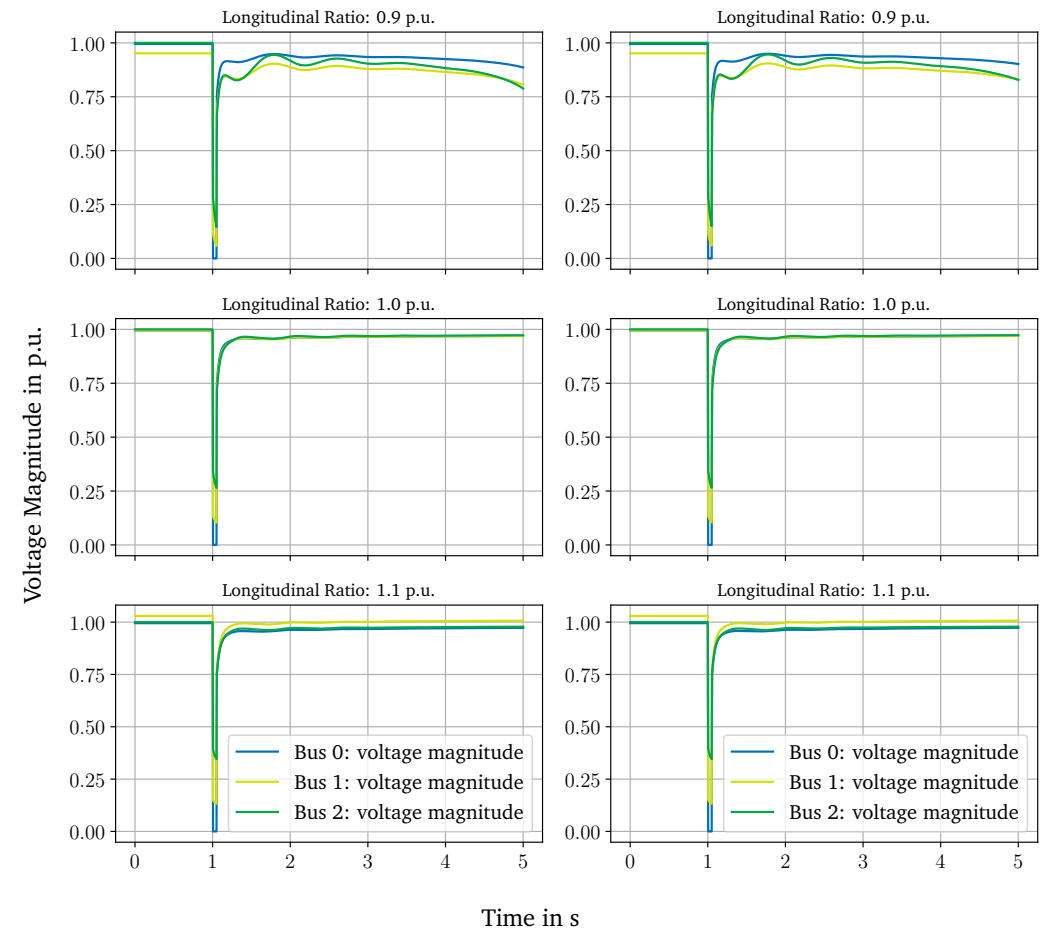 Longitudinal Ratio: 0.9 p.u.
Longitudinal Ratio: 0.9 p.u.
1.00
0.75
0.50
0.25
0.00
1.00
0.75
0.50
0.25
0.00
Longitudinal Ratio: 1.0 p.u.
Longitudinal Ratio: 1.0 p.u.
1.00
0.75
0.50
0.25
0.00
1.00
0.75
0.50
0.25
0.00
Voltage Magnitude in p.u.
Longitudinal Ratio: 1.1 p.u.
Longitudinal Ratio: 1.1 p.u.
1.00
0.75
0.50
0.25
0.00
Bus 0: voltage magnitude
Bus 1: voltage magnitude
Bus 2: voltage magnitude
0 1 2 3 4 5
1.00
0.75
0.50
0.25
0.00
Bus 0: voltage magnitude
Bus 1: voltage magnitude
Bus 2: voltage magnitude
0 1 2 3 4 5
Time in s